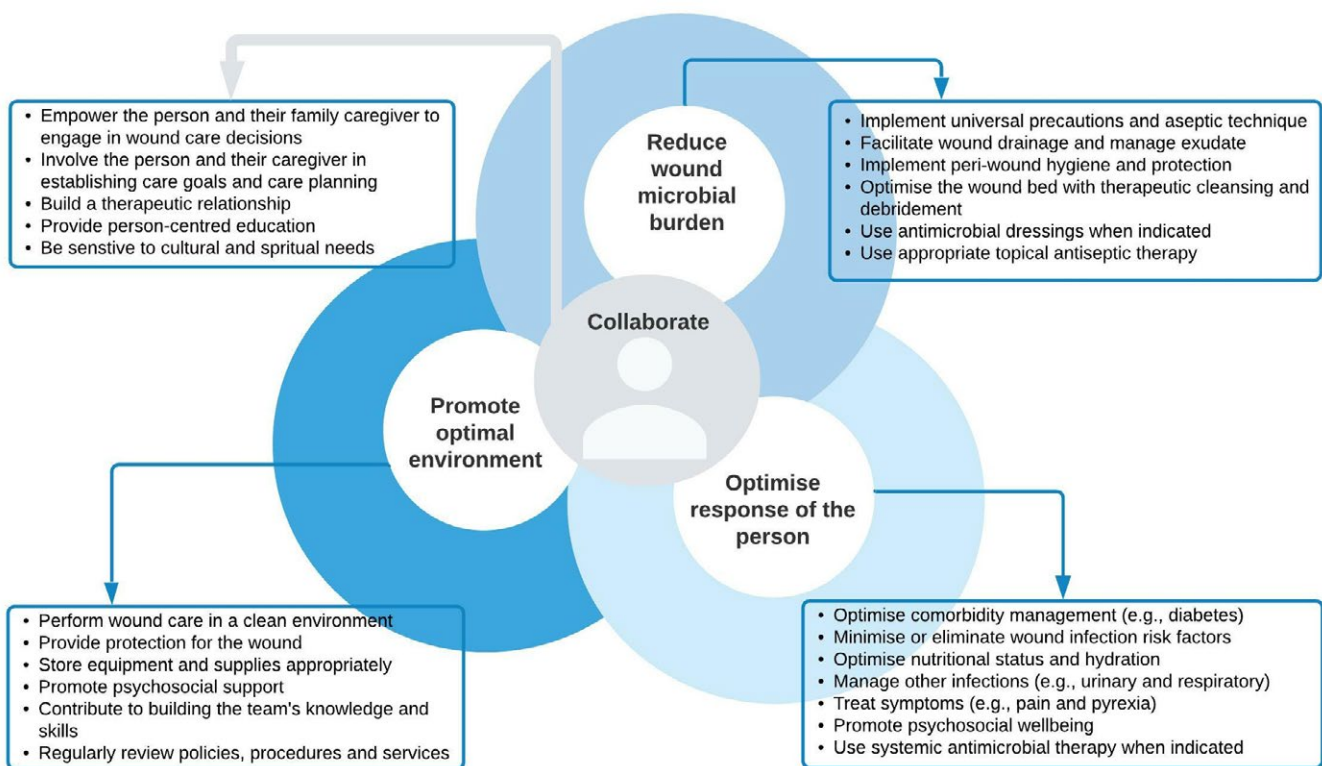 • Empower the person and their family caregiver to
engage in wound care decisions
• Involve the person and their caregiver in
establishing care goals and care planning
• Build a therapeutic relationship
• Provide person-centred education
• Be senstive to cultural and spritual needs
Reduce
wound
microbial
burden
• Implement universal precautions and aseptic technique
• Facilitate wound drainage and manage exudate
• Implement peri-wound hygiene and protection
• Optimise the wound bed with therapeutic cleansing and
debridement
• Use antimicrobial dressings when indicated
• Use appropriate topical antiseptic therapy
Collaborate
Promote
optimal
environment
Optimise
response of the
person
• Perform wound care in a clean environment
• Provide protection for the wound
• Store equipment and supplies appropriately
• Promote psychosocial support
• Contribute to building the team's knowledge and
skills
• Regularly review policies, procedures and services
• Optimise comorbidity management (e.g., diabetes)
• Minimise or eliminate wound infection risk factors
• Optimise nutritional status and hydration
• Manage other infections (e.g., urinary and respiratory)
• Treat symptoms (e.g., pain and pyrexia)
• Promote psychosocial wellbeing
• Use systemic antimicrobial therapy when indicated